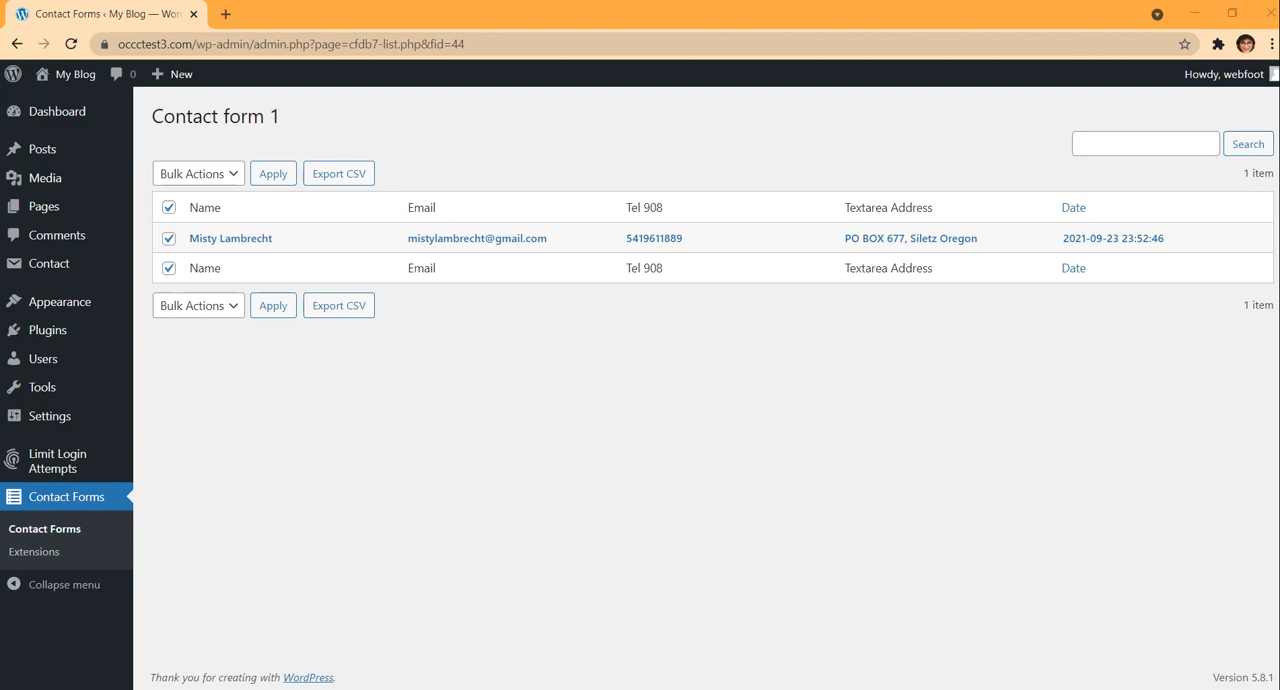 Contact Forms ‹ My Blog — Wor
occctest3.com/wp-admin/admin.php?page=cfdb7-list.php&fid=44
My Blog 0 New Howdy, webfoot
Dashboard
Posts
Media
Pages
Comments
Contact
Appearance
Plugins
Users
Tools
Settings
Limit Login
Attempts
Contact Forms
Contact Forms
Extensions
Collapse menu
Contact form 1
Search
Bulk Actions Apply Export CSV 1 item
Name Email Tel 908 Textarea Address Date
Misty Lambrecht mistylambrecht@gmail.com 5419611889 PO BOX 677, Siletz Oregon 2021-09-23 23:52:46
Name Email Tel 908 Textarea Address Date
Bulk Actions Apply Export CSV 1 item
Thank you for creating with WordPress. Version 5.8.1